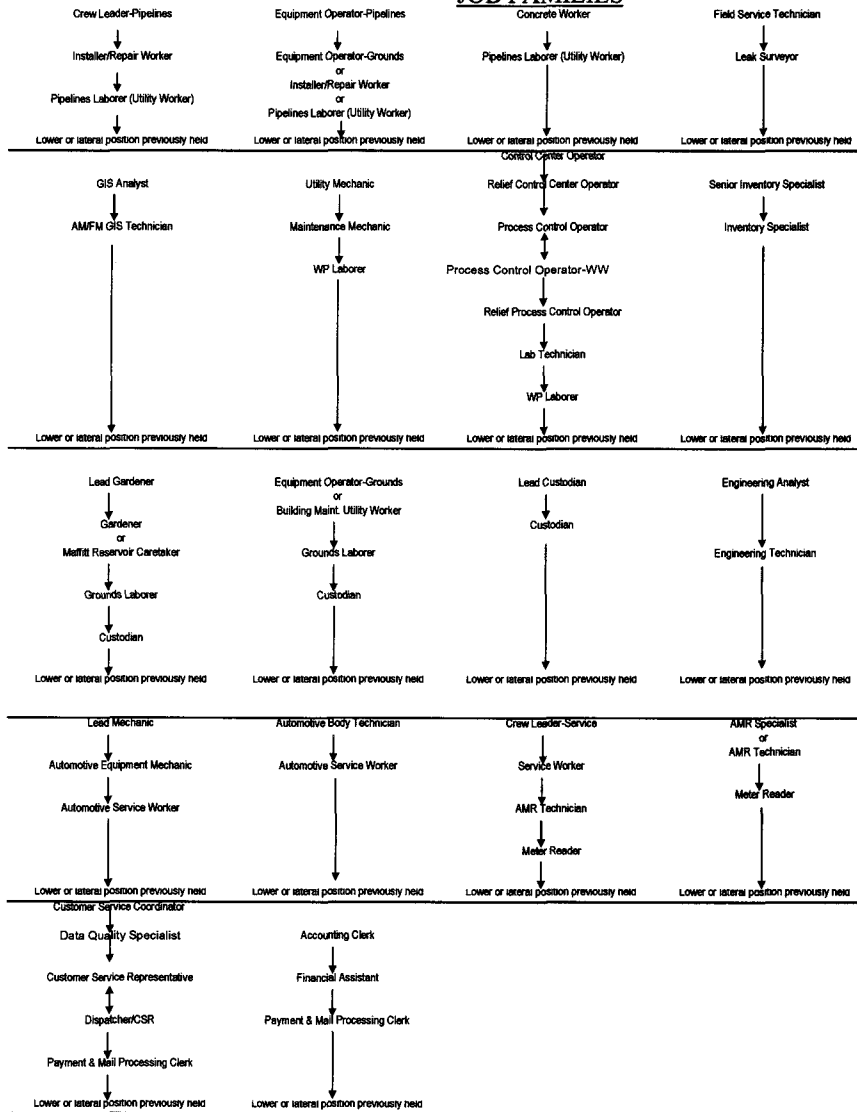 JOB FAMILIES
Crew Leader-Pipelines
Installer/Repair Worker
Pipelines Laborer (Utility Worker)
Lower or lateral position previously held
Equipment Operator-Pipelines
Equipment Operator-Grounds
or
Installer/Repair Worker
or
Pipelines Laborer (Utility Worker)
Lower or lateral position previously held
Concrete Worker
Pipelines Laborer (Utility Worker)
Lower or lateral position previously held
Field Service Technician
Leak Surveyor
Lower or lateral position previously held
GIS Analyst
AM/FM GIS Technician
Lower or lateral position previously held
Utility Mechanic
Maintenance Mechanic
WP Laborer
Lower or lateral position previously held
Control Center Operator
Relief Control Center Operator
Process Control Operator
Process Control Operator-WW
Relief Process Control Operator
Lab Technician
WP Laborer
Lower or lateral position previously held
Senior Inventory Specialist
Inventory Specialist
Lower or lateral position previously held
Lead Gardener
Gardener
or
Maffitt Reservoir Caretaker
Grounds Laborer
Custodian
Lower or lateral position previously held
Equipment Operator-Grounds
or
Building Maint. Utility Worker
Grounds Laborer
Custodian
Lower or lateral position previously held
Lead Custodian
Custodian
Lower or lateral position previously held
Engineering Analyst
Engineering Technician
Lower or lateral position previously held
Lead Mechanic
Automotive Equipment Mechanic
Automotive Service Worker
Lower or lateral position previously held
Automotive Body Technician
Automotive Service Worker
Lower or lateral position previously held
Crew Leader-Service
Service Worker
AMR Technician
Meter Reader
Lower or lateral position previously held
AMR Specialist
or
AMR Technician
Meter Reader
Lower or lateral position previously held
Customer Service Coordinator
Data Quality Specialist
Customer Service Representative
Dispatcher/CSR
Payment & Mail Processing Clerk
Lower or lateral position previously held
Accounting Clerk
Financial Assistant
Payment & Mail Processing Clerk
Lower or lateral position previously held